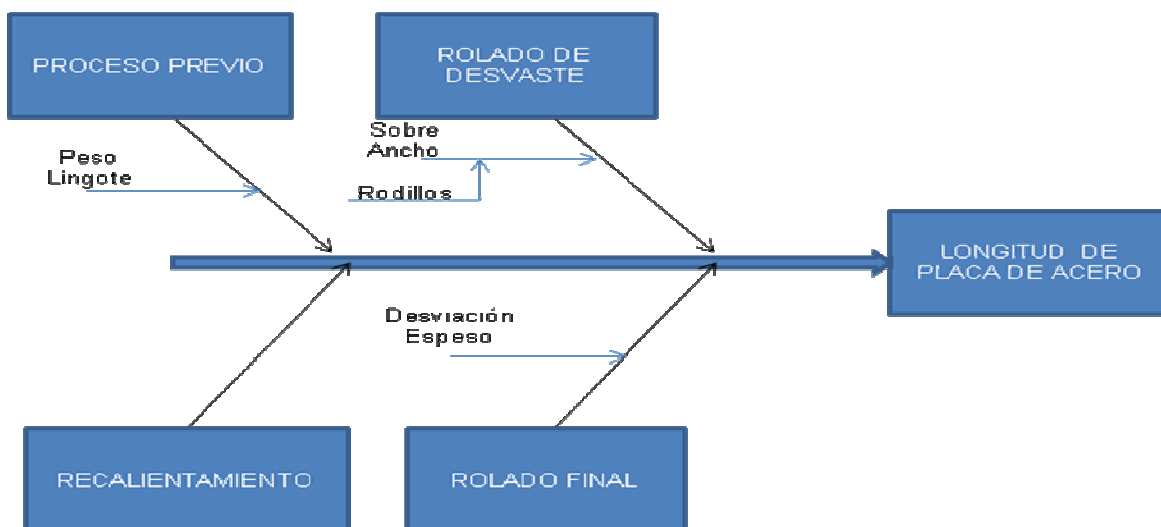 PROCESO PREVIO
ROLADO DE
DESVASTE
Sobre
Ancho
Peso
Lingote
Rodillos
LONGITUD DE
PLACA DE ACERO
Desviación
Espeso
RECALIENTAMIENTO
ROLADO FINAL